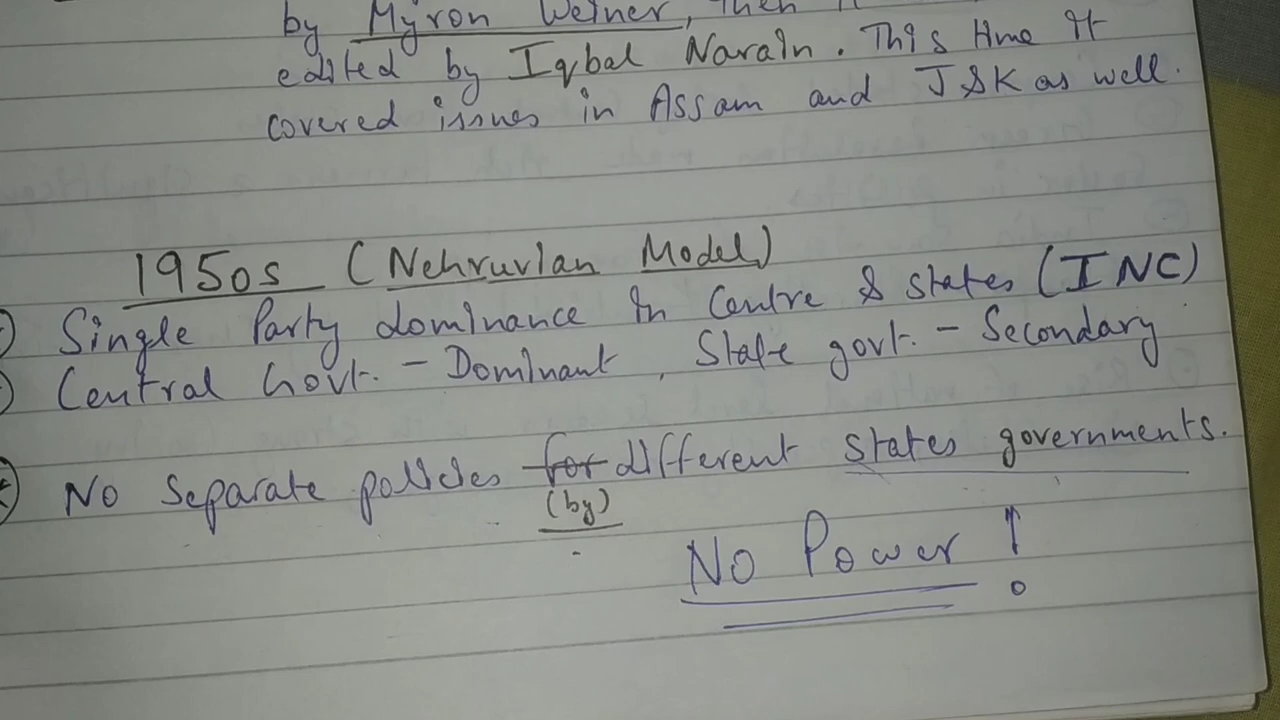 by Myron Weiner, then it
edited by Iqbal Narain. This time it
covered issues in Assam and J&K as well.
1950s (Nehruvian Model)
Single Party dominance in Centre & states (INC)
Central Govt. - Dominant, State govt. - Secondary
No separate policies for different states governments.
(by)
No Power!